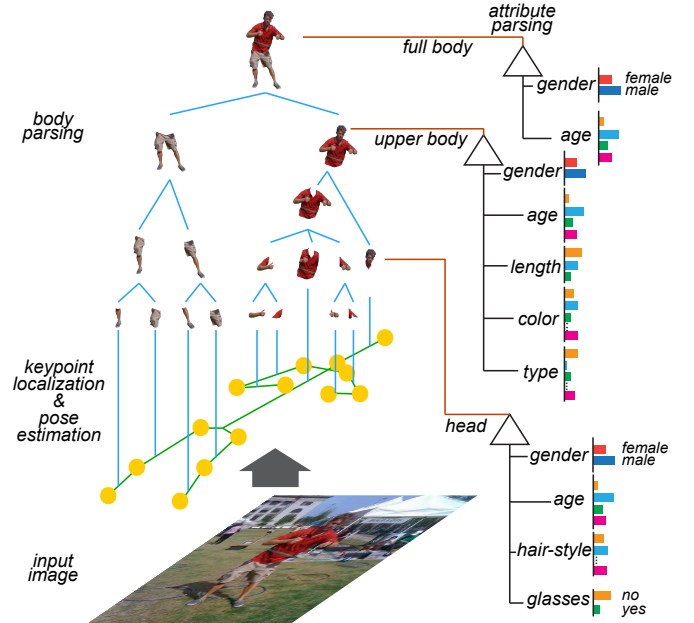 attribute
parsing
full body
gender
female
male
age
body
parsing
upper body
gender
age
length
color
type
keypoint
localization
&
pose
estimation
head
gender
female
male
age
hair-style
glasses
no
yes
input
image